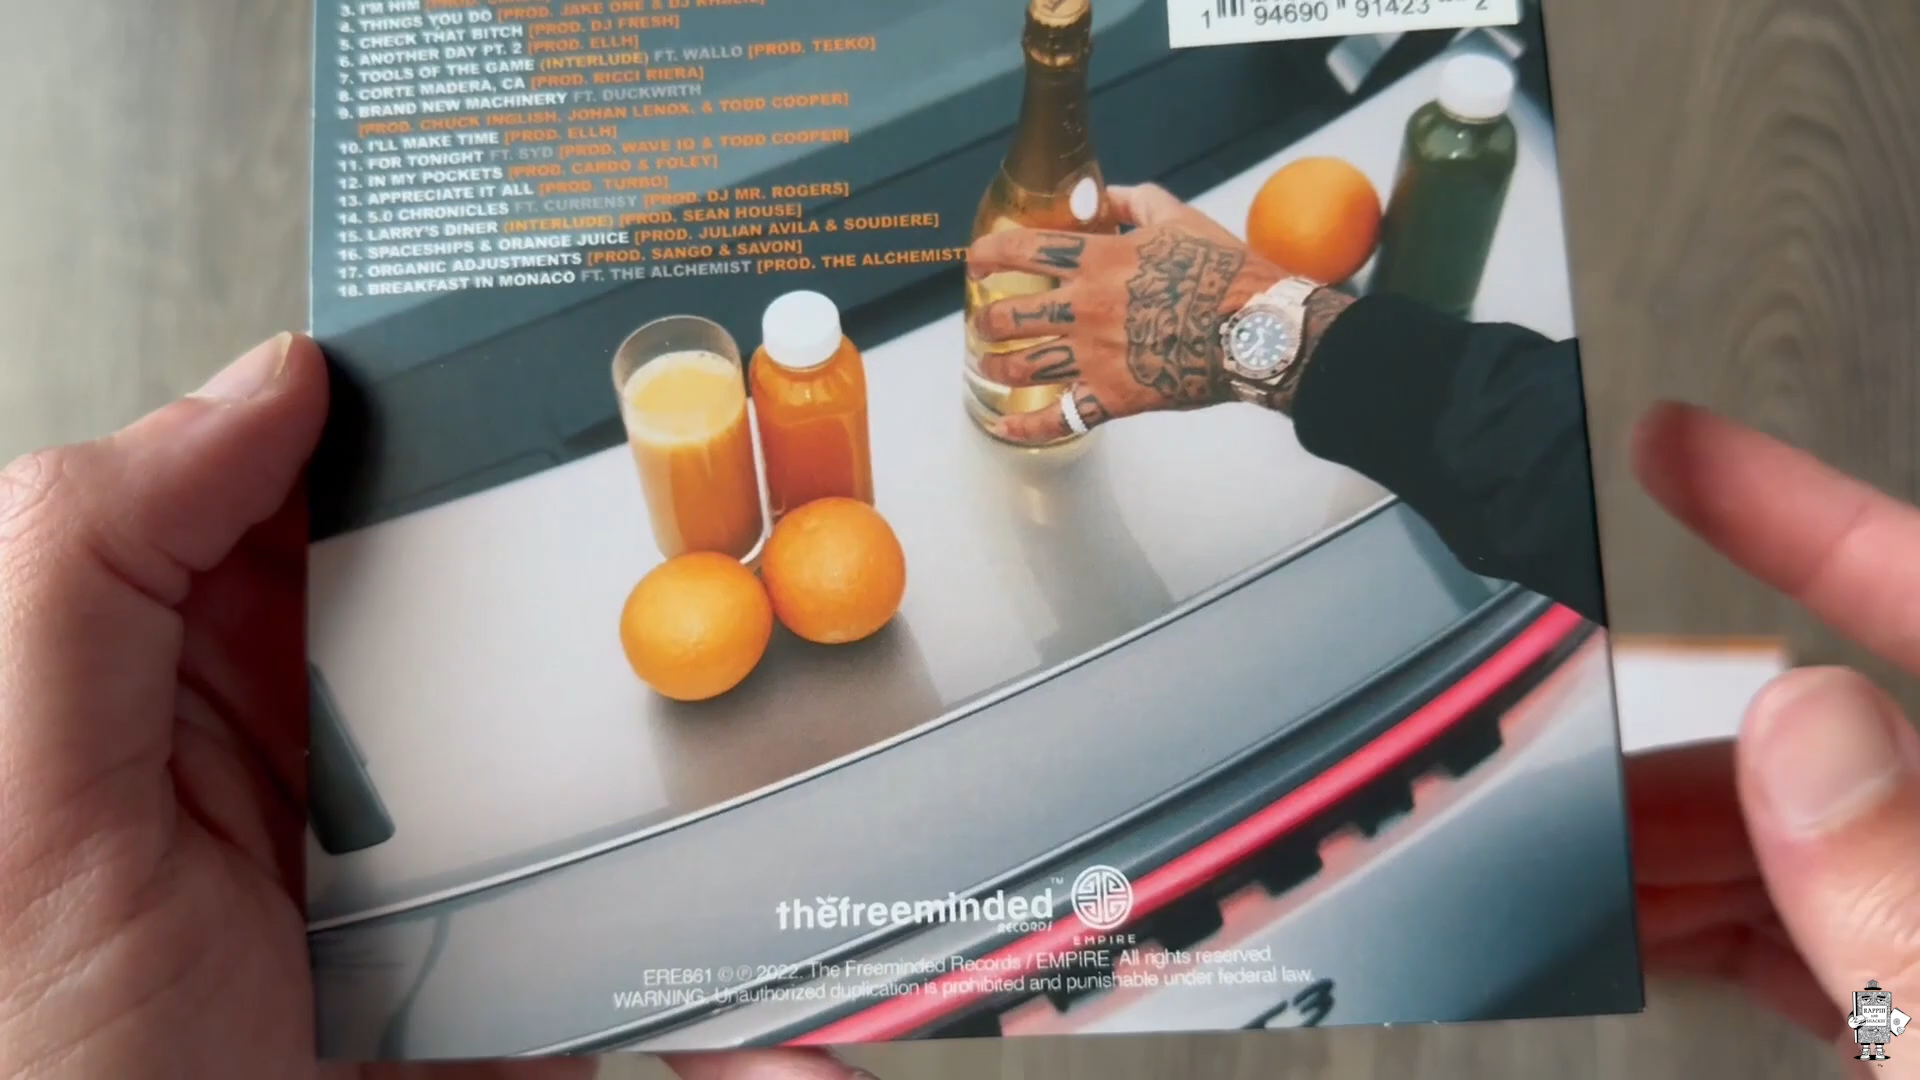 3. I'M HIM [PROD.
4. THINGS YOU DO [PROD. JAKE ONE & DJ KHALIL]
5. CHECK THAT BITCH [PROD. DJ FRESH]
6. ANOTHER DAY PT. 2 [PROD. ELLH]
7. TOOLS OF THE GAME (INTERLUDE) FT. WALLO [PROD. TEEKO]
8. CORTE MADERA, CA [PROD. RICCI RIERA]
9. BRAND NEW MACHINERY FT. DUCKWRTH
[PROD. CHUCK INGLISH, JOHAN LENOX, & TODD COOPER]
10. I'LL MAKE TIME [PROD. ELLH]
11. FOR TONIGHT FT. SYD [PROD. WAVE IQ & TODD COOPER]
12. IN MY POCKETS [PROD. CARDO & FOLEY]
13. APPRECIATE IT ALL [PROD. TURBO]
14. 5.0 CHRONICLES FT. CURREN$Y [PROD. DJ MR. ROGERS]
15. LARRY'S DINER (INTERLUDE) [PROD. SEAN HOUSE]
16. SPACESHIPS & ORANGE JUICE [PROD. JULIAN AVILA & SOUDIERE]
17. ORGANIC ADJUSTMENTS [PROD. SANGO & SAVON]
18. BREAKFAST IN MONACO FT. THE ALCHEMIST [PROD. THE ALCHEMIST]
1 94690 91423 2
thefreeminded™
RECORDS
EMPIRE
ERE861 © ℗ 2022. The Freeminded Records / EMPIRE. All rights reserved.
WARNING: Unauthorized duplication is prohibited and punishable under federal law.
RAPPIN